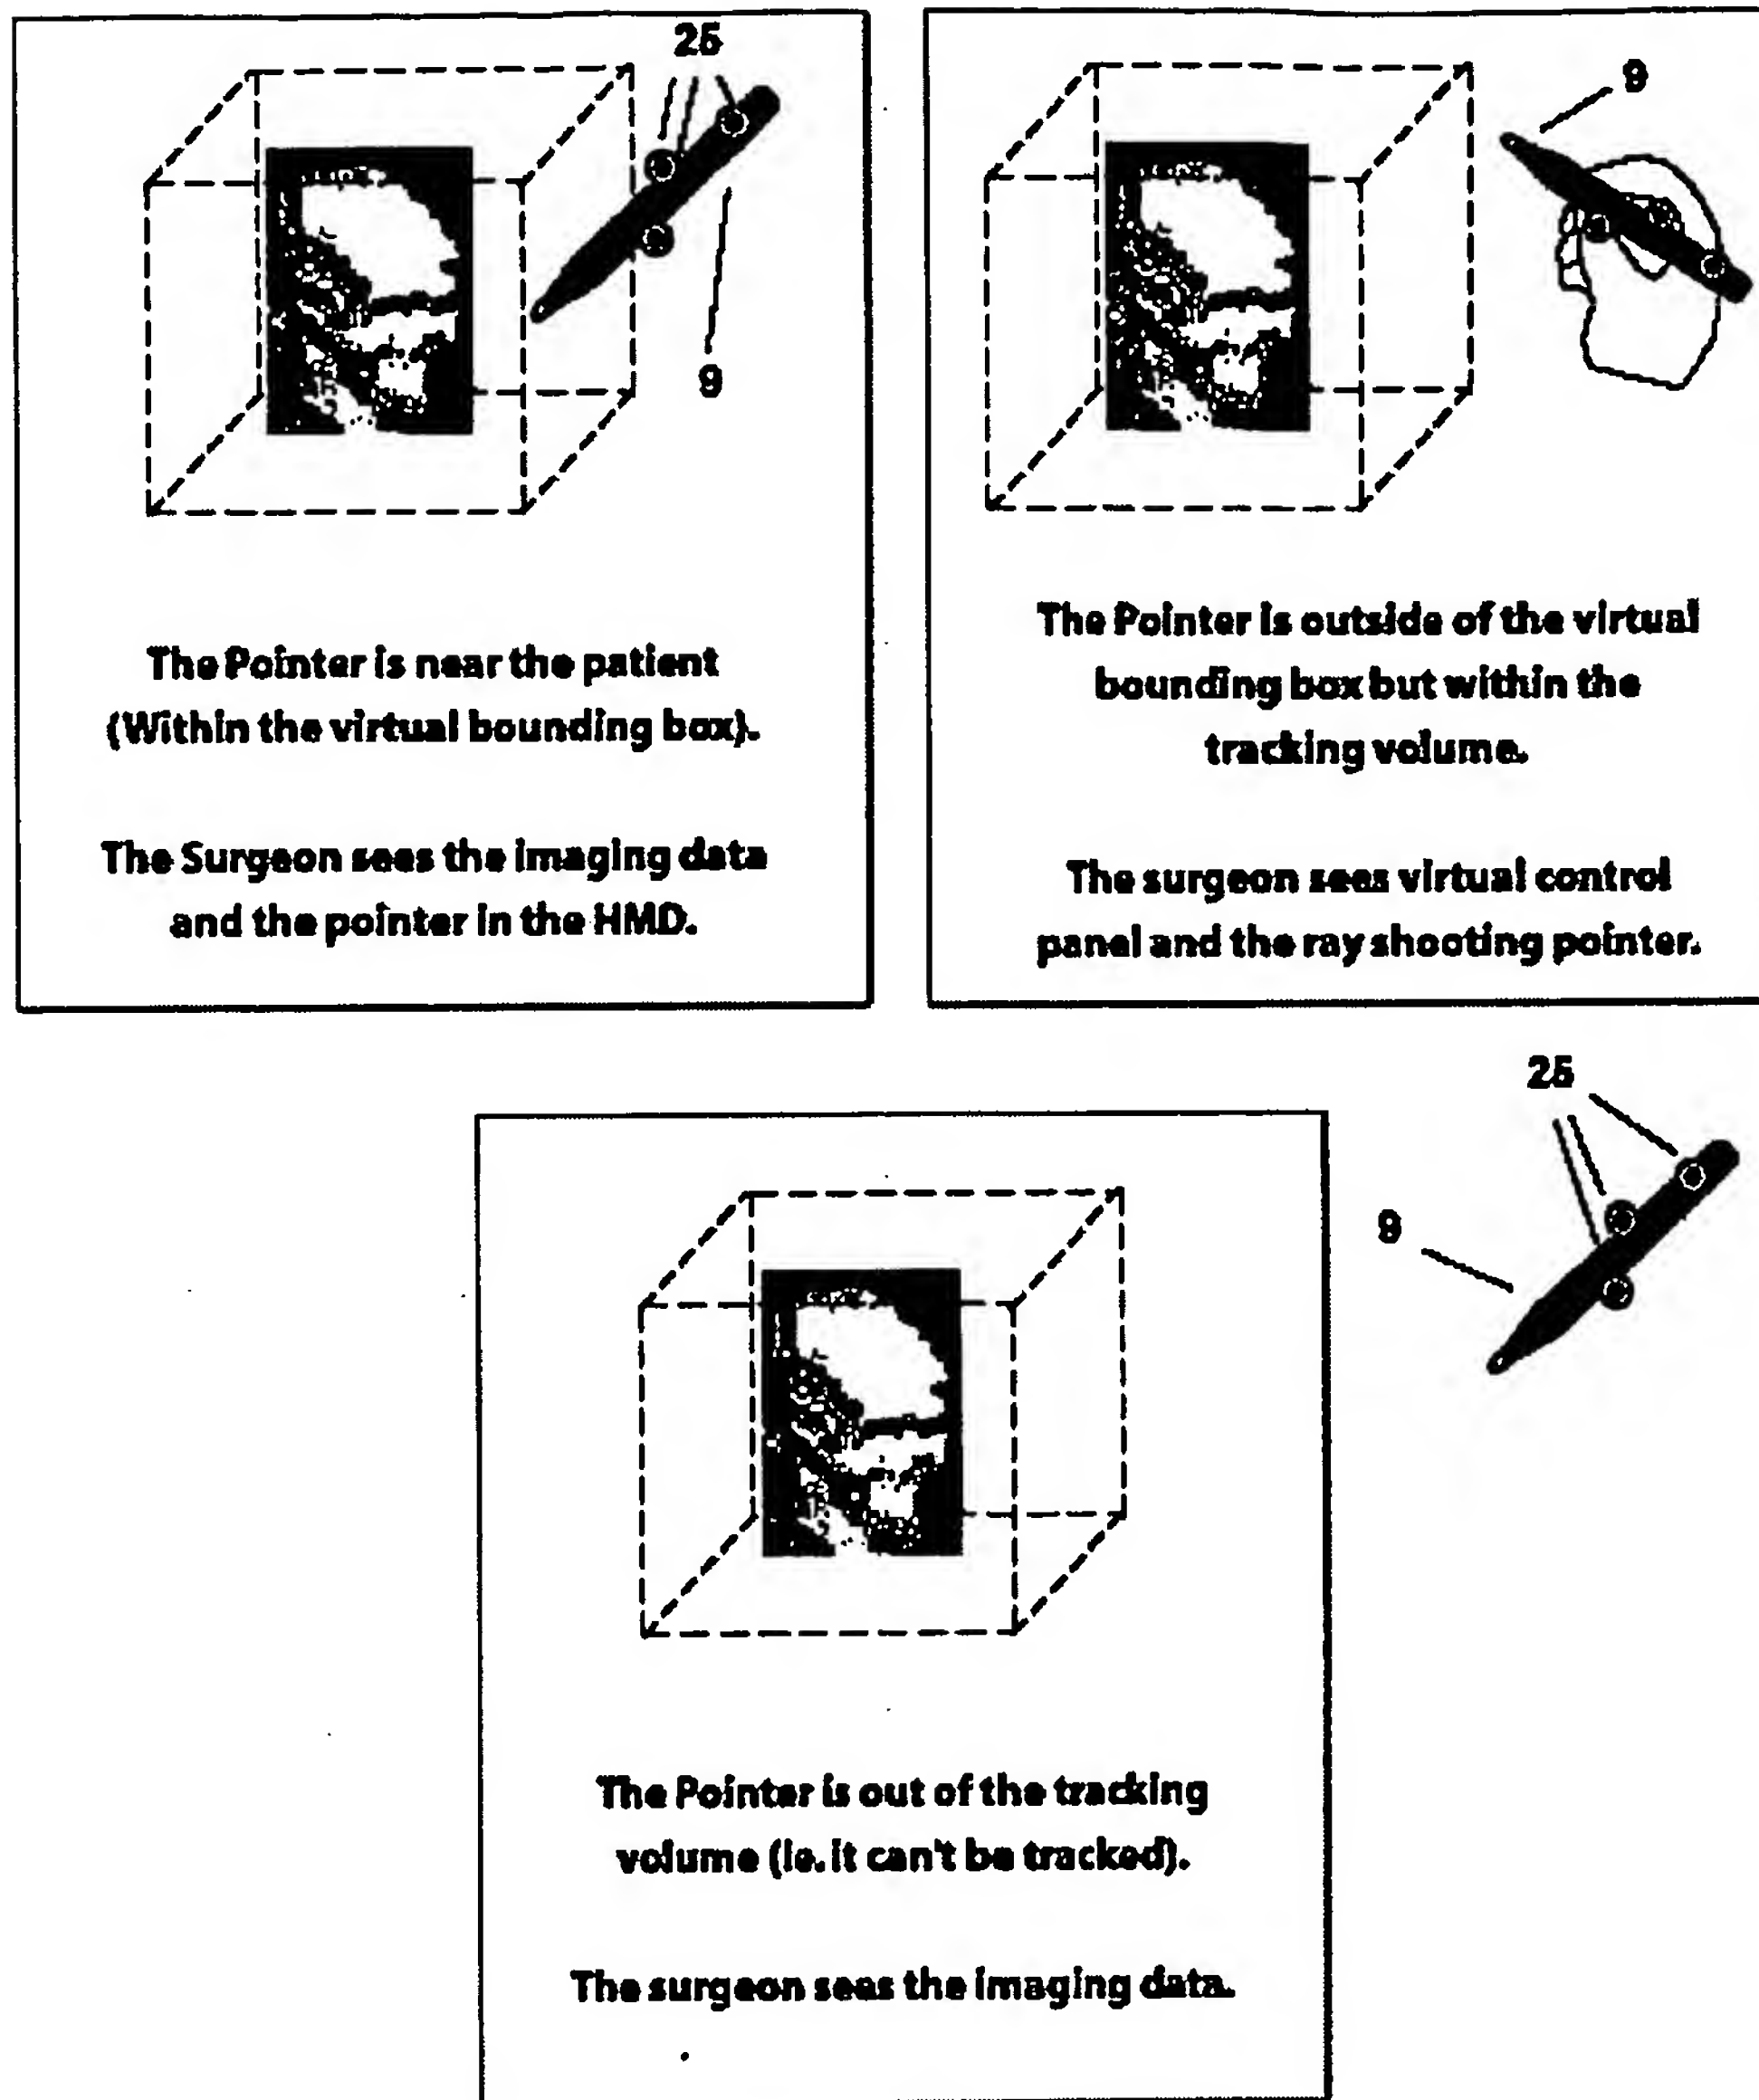 25
9
The Pointer is near the patient
(Within the virtual bounding box).
The Surgeon sees the imaging data
and the pointer in the HMD.
9
The Pointer is outside of the virtual
bounding box but within the
tracking volume.
The surgeon sees virtual control
panel and the ray shooting pointer.
25
9
The Pointer is out of the tracking
volume (ie. it can't be tracked).
The surgeon sees the imaging data.